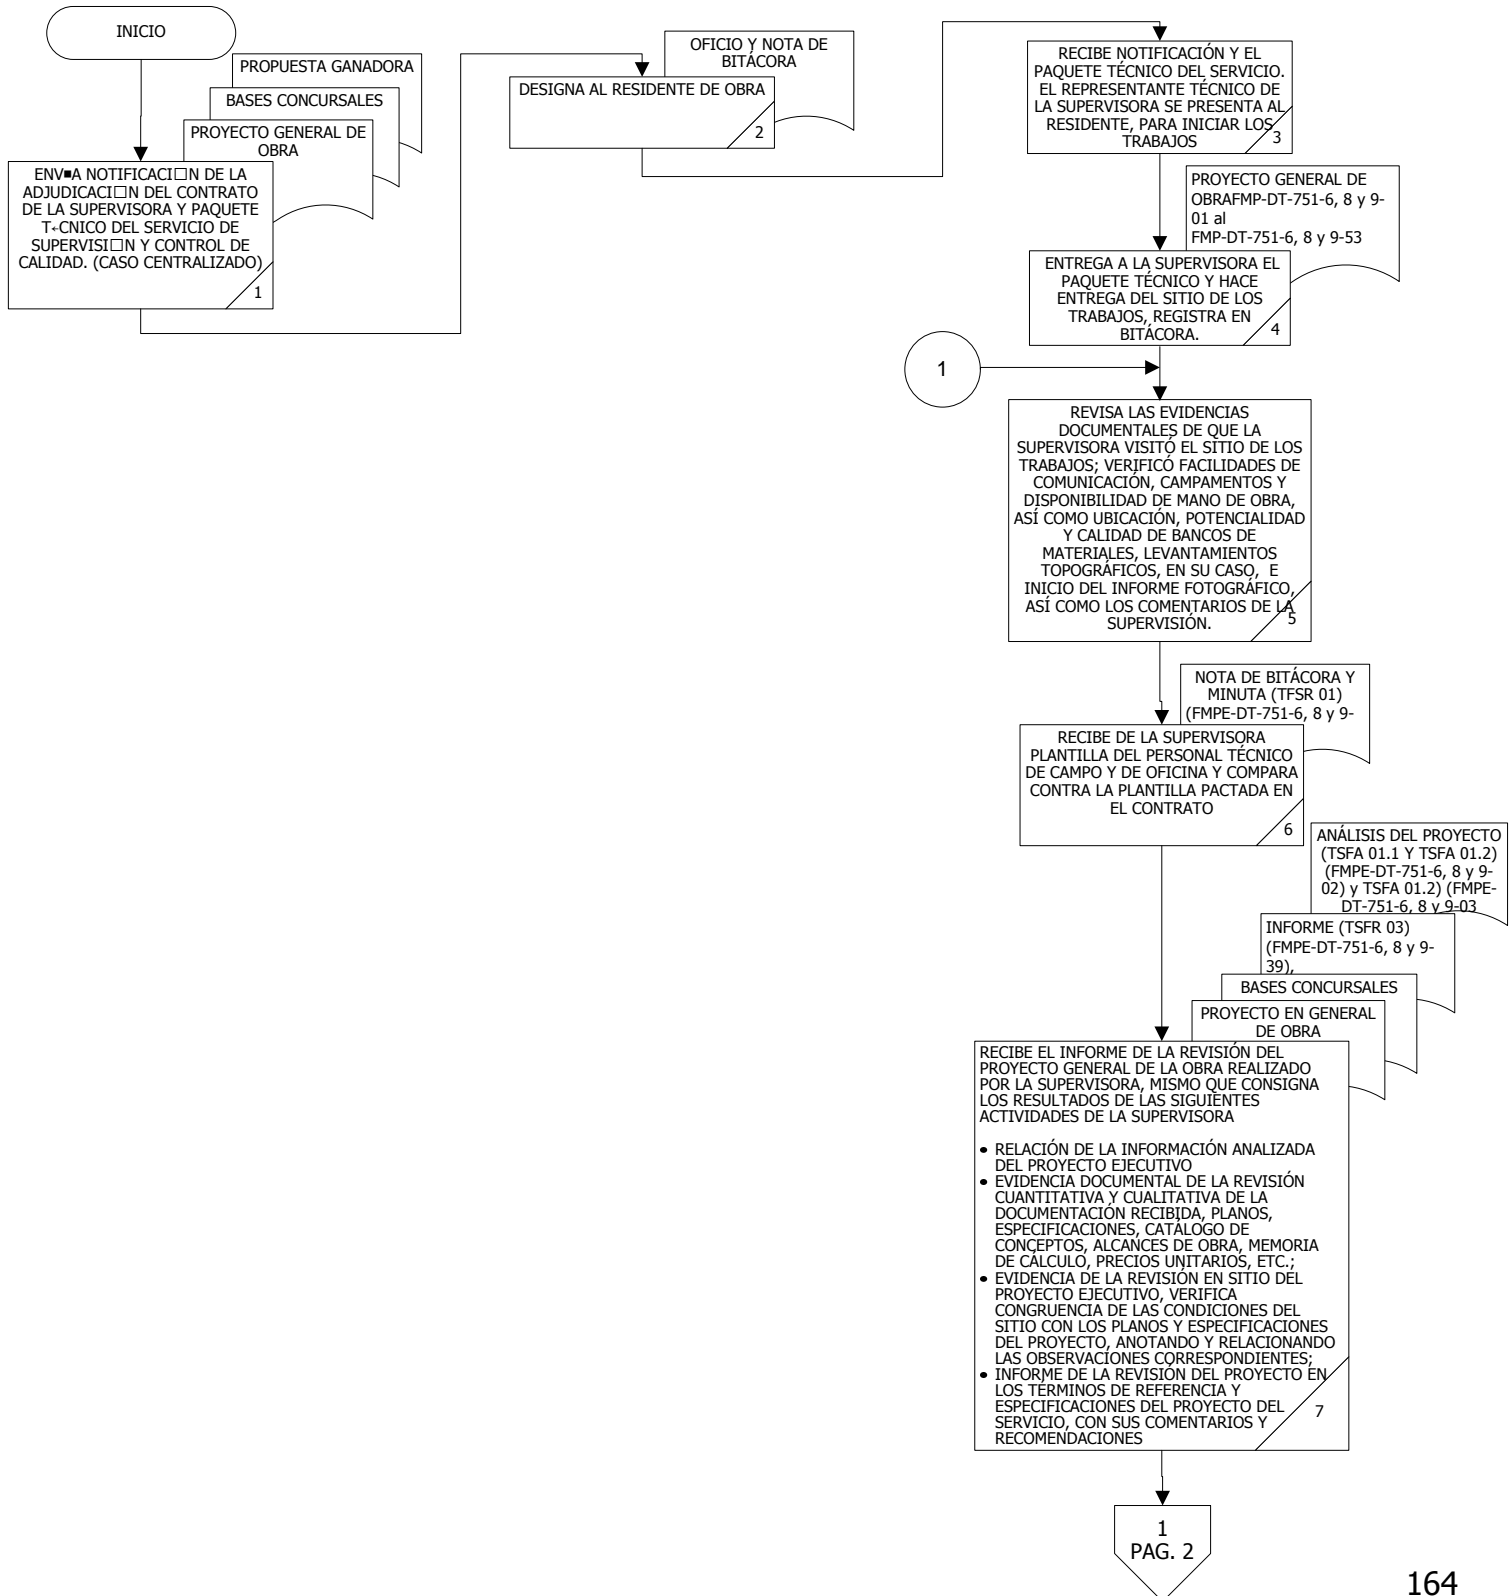 INICIO
PROPUESTA GANADORA
BASES CONCURSALES
PROYECTO GENERAL DE
OBRA
ENV■A NOTIFICACI□N DE LA
ADJUDICACI□N DEL CONTRATO
DE LA SUPERVISORA Y PAQUETE
T←CNICO DEL SERVICIO DE
SUPERVISI□N Y CONTROL DE
CALIDAD. (CASO CENTRALIZADO)
1
OFICIO Y NOTA DE
BITÁCORA
DESIGNA AL RESIDENTE DE OBRA
2
RECIBE NOTIFICACIÓN Y EL
PAQUETE TÉCNICO DEL SERVICIO.
EL REPRESENTANTE TÉCNICO DE
LA SUPERVISORA SE PRESENTA AL
RESIDENTE, PARA INICIAR LOS
TRABAJOS
3
PROYECTO GENERAL DE
OBRAFMP-DT-751-6, 8 y 9-
01 al
FMP-DT-751-6, 8 y 9-53
ENTREGA A LA SUPERVISORA EL
PAQUETE TÉCNICO Y HACE
ENTREGA DEL SITIO DE LOS
TRABAJOS, REGISTRA EN
BITÁCORA.
4
1
REVISA LAS EVIDENCIAS
DOCUMENTALES DE QUE LA
SUPERVISORA VISITÓ EL SITIO DE LOS
TRABAJOS; VERIFICÓ FACILIDADES DE
COMUNICACIÓN, CAMPAMENTOS Y
DISPONIBILIDAD DE MANO DE OBRA,
ASÍ COMO UBICACIÓN, POTENCIALIDAD
Y CALIDAD DE BANCOS DE
MATERIALES, LEVANTAMIENTOS
TOPOGRÁFICOS, EN SU CASO, E
INICIO DEL INFORME FOTOGRÁFICO,
ASÍ COMO LOS COMENTARIOS DE LA
SUPERVISIÓN.
5
NOTA DE BITÁCORA Y
MINUTA (TFSR 01)
(FMPE-DT-751-6, 8 y 9-
RECIBE DE LA SUPERVISORA
PLANTILLA DEL PERSONAL TÉCNICO
DE CAMPO Y DE OFICINA Y COMPARA
CONTRA LA PLANTILLA PACTADA EN
EL CONTRATO
6
ANÁLISIS DEL PROYECTO
(TSFA 01.1 Y TSFA 01.2)
(FMPE-DT-751-6, 8 y 9-
02) y TSFA 01.2) (FMPE-
DT-751-6, 8 y 9-03
INFORME (TSFR 03)
(FMPE-DT-751-6, 8 y 9-
39),
BASES CONCURSALES
PROYECTO EN GENERAL
DE OBRA
RECIBE EL INFORME DE LA REVISIÓN DEL
PROYECTO GENERAL DE LA OBRA REALIZADO
POR LA SUPERVISORA, MISMO QUE CONSIGNA
LOS RESULTADOS DE LAS SIGUIENTES
ACTIVIDADES DE LA SUPERVISORA
• RELACIÓN DE LA INFORMACIÓN ANALIZADA
DEL PROYECTO EJECUTIVO
• EVIDENCIA DOCUMENTAL DE LA REVISIÓN
CUANTITATIVA Y CUALITATIVA DE LA
DOCUMENTACIÓN RECIBIDA, PLANOS,
ESPECIFICACIONES, CATÁLOGO DE
CONCEPTOS, ALCANCES DE OBRA, MEMORIA
DE CÁLCULO, PRECIOS UNITARIOS, ETC.;
• EVIDENCIA DE LA REVISIÓN EN SITIO DEL
PROYECTO EJECUTIVO, VERIFICA
CONGRUENCIA DE LAS CONDICIONES DEL
SITIO CON LOS PLANOS Y ESPECIFICACIONES
DEL PROYECTO, ANOTANDO Y RELACIONANDO
LAS OBSERVACIONES CORRESPONDIENTES;
• INFORME DE LA REVISIÓN DEL PROYECTO EN
LOS TÉRMINOS DE REFERENCIA Y
ESPECIFICACIONES DEL PROYECTO DEL
SERVICIO, CON SUS COMENTARIOS Y
RECOMENDACIONES
7
1
PAG. 2
164